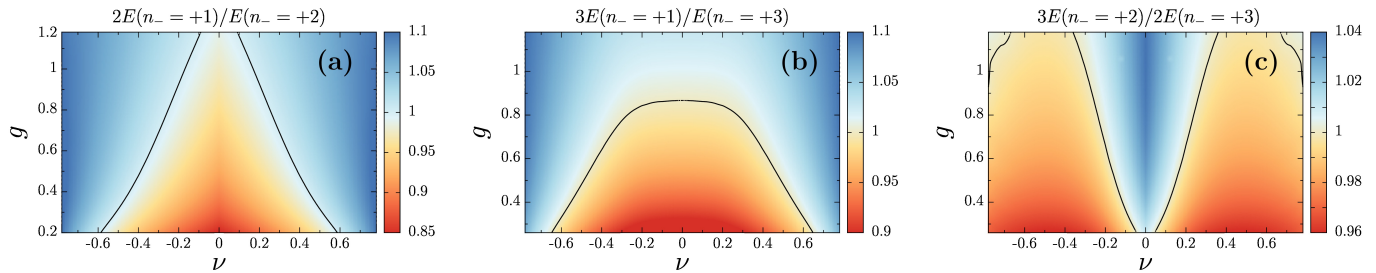 2E(n₋ = +1)/E(n₋ = +2)
(a)
g
1.2
1
0.8
0.6
0.4
0.2
-0.6 -0.4 -0.2 0 0.2 0.4 0.6
ν
1.1
1.05
1
0.95
0.9
0.85
3E(n₋ = +1)/E(n₋ = +3)
(b)
g
1
0.8
0.6
0.4
-0.6 -0.4 -0.2 0 0.2 0.4 0.6
ν
1.1
1.05
1
0.95
0.9
3E(n₋ = +2)/2E(n₋ = +3)
(c)
g
1
0.8
0.6
0.4
-0.6 -0.4 -0.2 0 0.2 0.4 0.6
ν
1.04
1.02
1
0.98
0.96